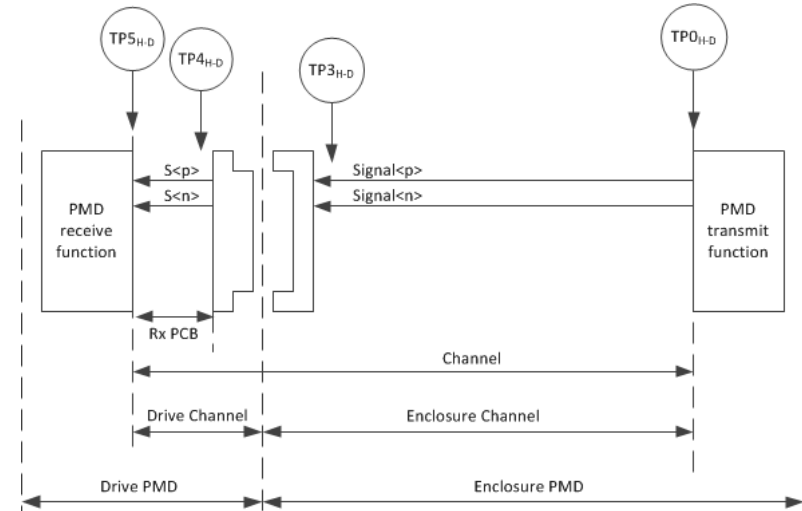 TP5H-D
TP4H-D
TP3H-D
TP0H-D
S<p>
S<n>
Signal<p>
Signal<n>
PMD
receive
function
PMD
transmit
function
Rx PCB
Channel
Drive Channel
Enclosure Channel
Drive PMD
Enclosure PMD